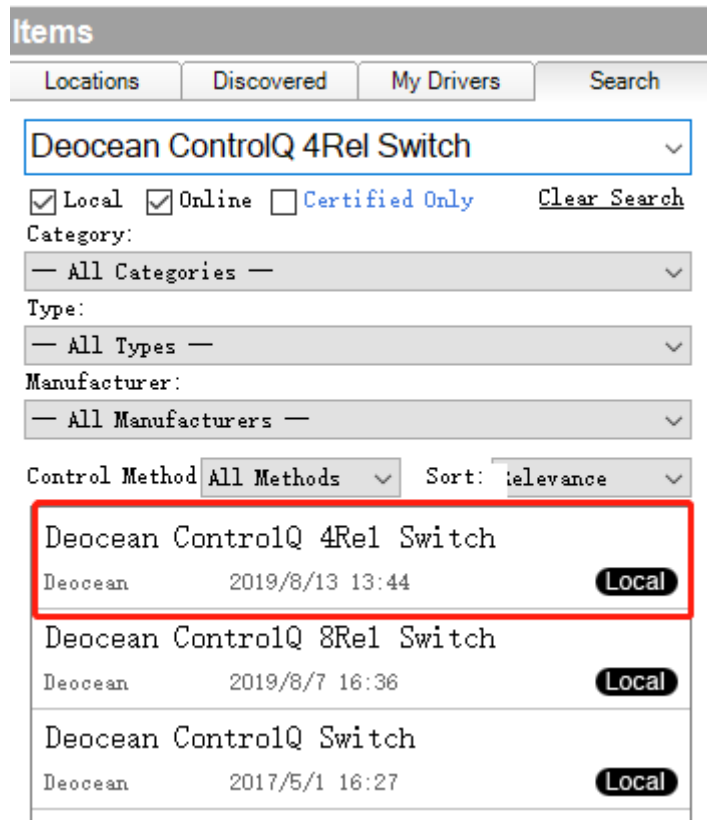 Items
Locations Discovered My Drivers Search
Deocean ControlQ 4Rel Switch
Local Online Certified Only Clear Search
Category:
— All Categories —
Type:
— All Types —
Manufacturer:
— All Manufacturers —
Control Method All Methods Sort: Relevance
Deocean ControlQ 4Rel Switch
Deocean 2019/8/13 13:44 Local
Deocean ControlQ 8Rel Switch
Deocean 2019/8/7 16:36 Local
Deocean ControlQ Switch
Deocean 2017/5/1 16:27 Local